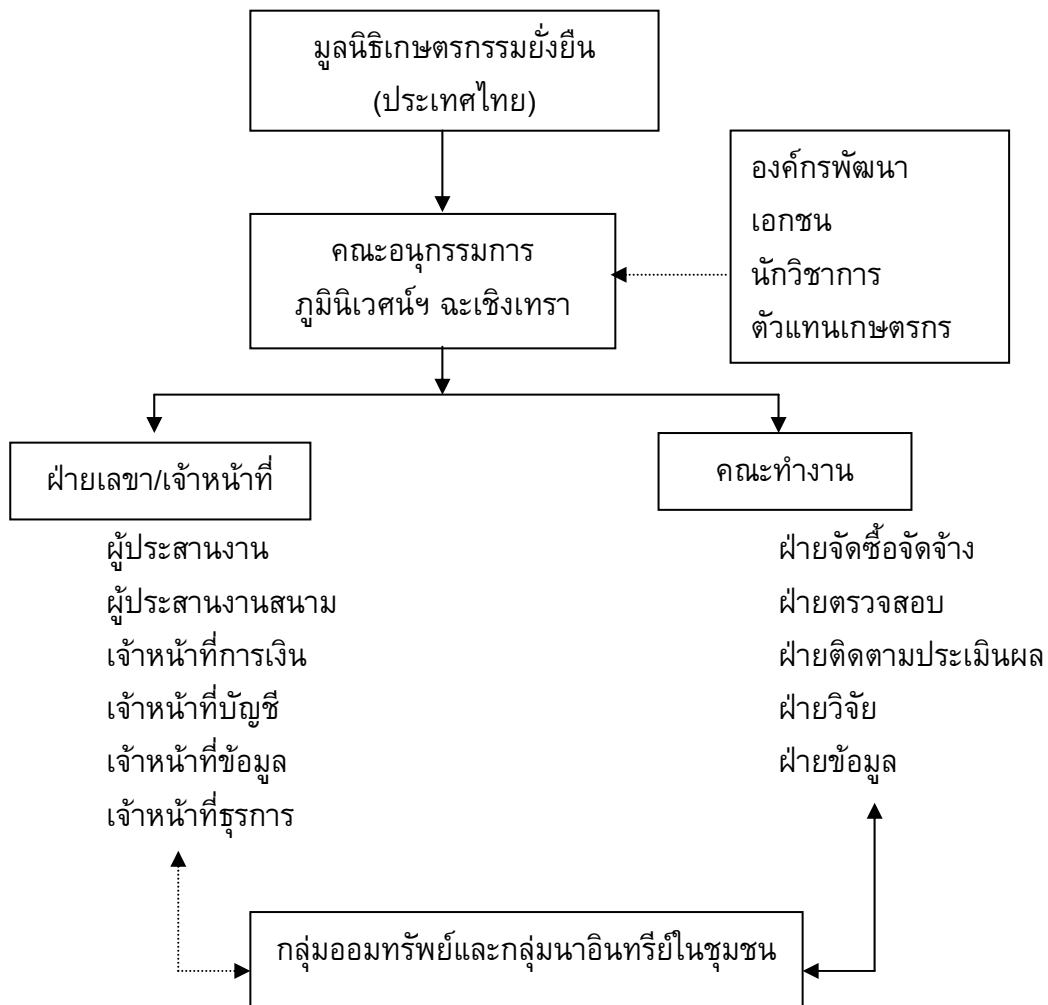 มูลนิธิเกษตรกรรมยั่งยืน
(ประเทศไทย)
องค์กรพัฒนา
เอกชน
นักวิชาการ
ตัวแทนเกษตรกร
คณะอนุกรรมการ
ภูมินิเวศน์ฯ ฉะเชิงเทรา
ฝ่ายเลขา/เจ้าหน้าที่
ผู้ประสานงาน
ผู้ประสานงานสนาม
เจ้าหน้าที่การเงิน
เจ้าหน้าที่บัญชี
เจ้าหน้าที่ข้อมูล
เจ้าหน้าที่ธุรการ
คณะทำงาน
ฝ่ายจัดซื้อจัดจ้าง
ฝ่ายตรวจสอบ
ฝ่ายติดตามประเมินผล
ฝ่ายวิจัย
ฝ่ายข้อมูล
กลุ่มออมทรัพย์และกลุ่มนาอินทรีย์ในชุมชน